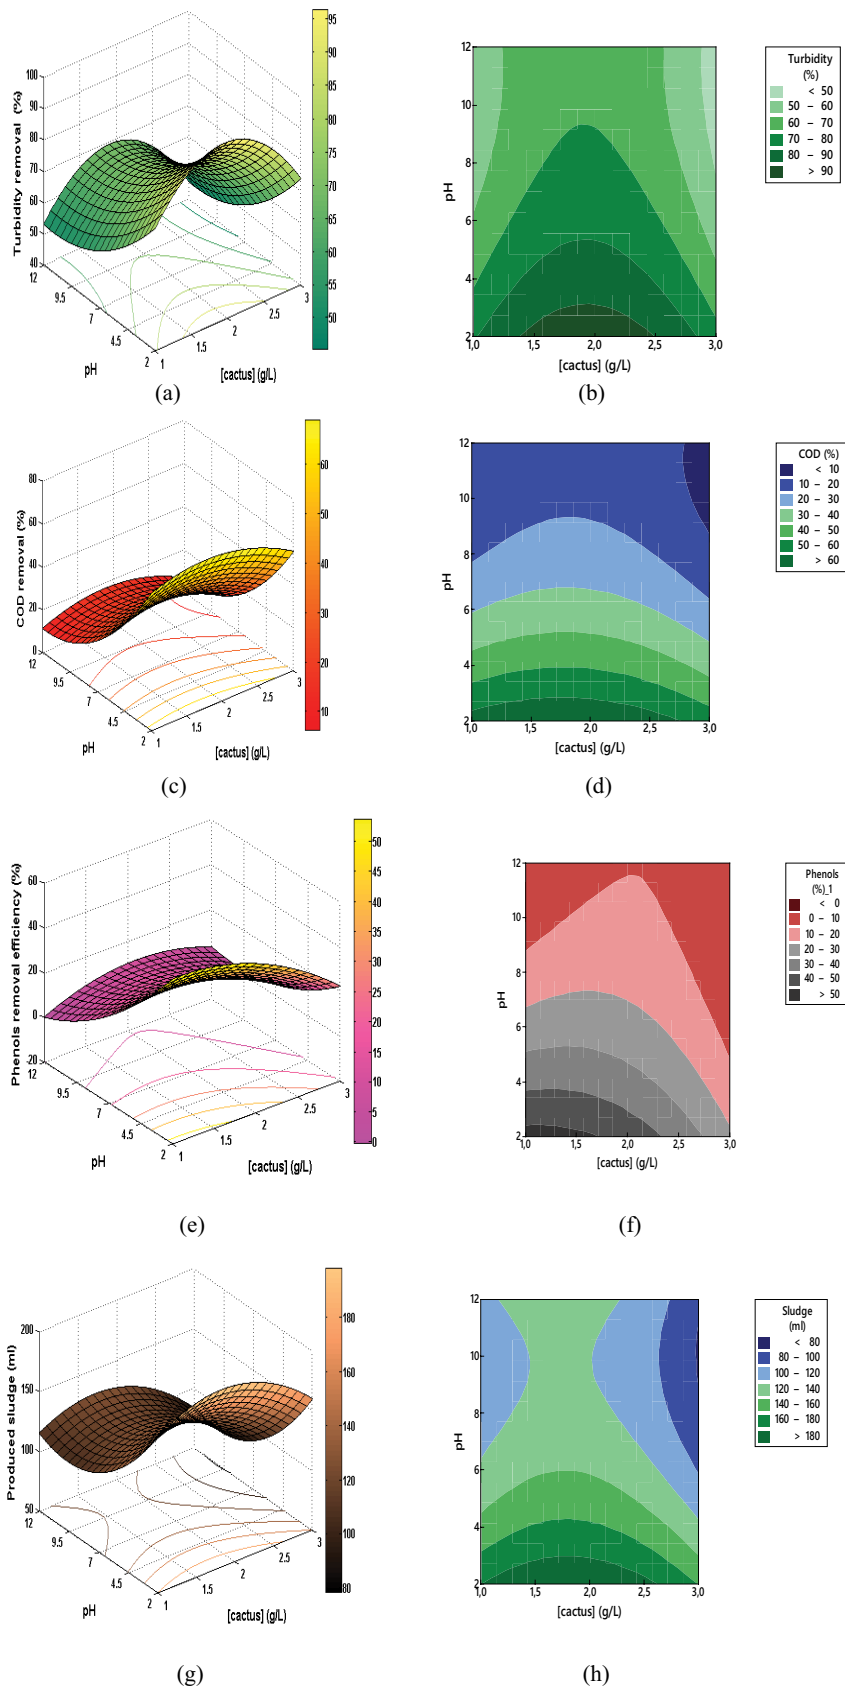 Turbidity removal (%)
100
90
80
70
60
50
40
12
9.5
7
4.5
2
pH
1
1.5
2
2.5
3
[cactus] (g/L)
95
90
85
80
75
70
65
60
55
50
(a)
12
10
8
6
4
2
pH
1,0
1,5
2,0
2,5
3,0
[cactus] (g/L)
Turbidity
(%)
< 50
50 – 60
60 – 70
70 – 80
80 – 90
> 90
(b)
COD removal (%)
80
60
40
20
0
12
9.5
7
4.5
2
pH
1
1.5
2
2.5
3
[cactus] (g/L)
60
50
40
30
20
10
(c)
12
10
8
6
4
2
pH
1,0
1,5
2,0
2,5
3,0
[cactus] (g/L)
COD (%)
< 10
10 – 20
20 – 30
30 – 40
40 – 50
50 – 60
> 60
(d)
Phenols removal efficiency (%)
60
40
20
0
-20
12
9.5
7
4.5
2
pH
1
1.5
2
2.5
3
[cactus] (g/L)
50
45
40
35
30
25
20
15
10
5
0
(e)
12
10
8
6
4
2
pH
1,0
1,5
2,0
2,5
3,0
[cactus] (g/L)
Phenols
(%)_1
< 0
0 – 10
10 – 20
20 – 30
30 – 40
40 – 50
> 50
(f)
Produced sludge (ml)
200
150
100
50
12
9.5
7
4.5
2
pH
1
1.5
2
2.5
3
[cactus] (g/L)
180
160
140
120
100
80
(g)
12
10
8
6
4
2
pH
1,0
1,5
2,0
2,5
3,0
[cactus] (g/L)
Sludge
(ml)
< 80
80 – 100
100 – 120
120 – 140
140 – 160
160 – 180
> 180
(h)